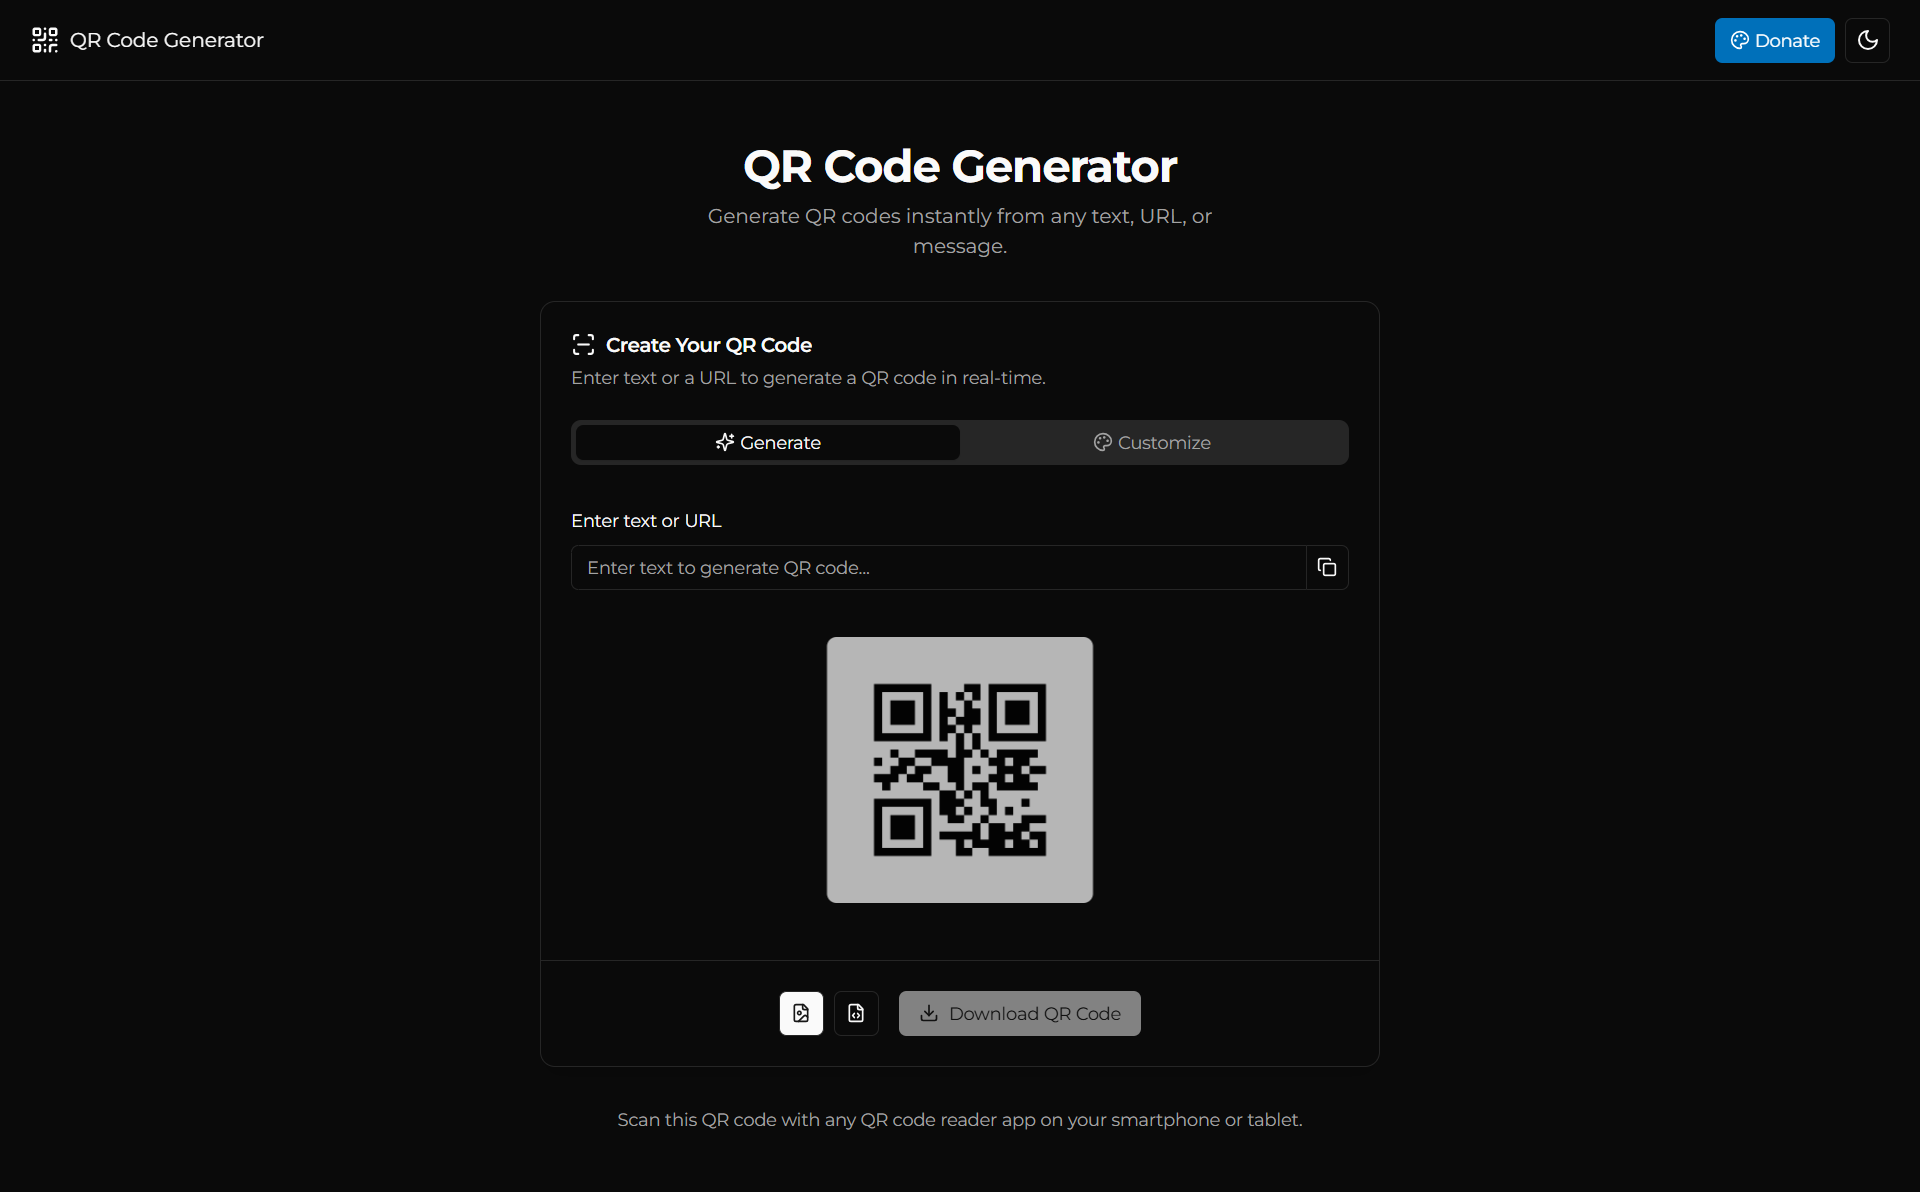 QR Code Generator
Donate
QR Code Generator
Generate QR codes instantly from any text, URL, or
message.
Create Your QR Code
Enter text or a URL to generate a QR code in real-time.
Generate
Customize
Enter text or URL
Enter text to generate QR code...
Download QR Code
Scan this QR code with any QR code reader app on your smartphone or tablet.